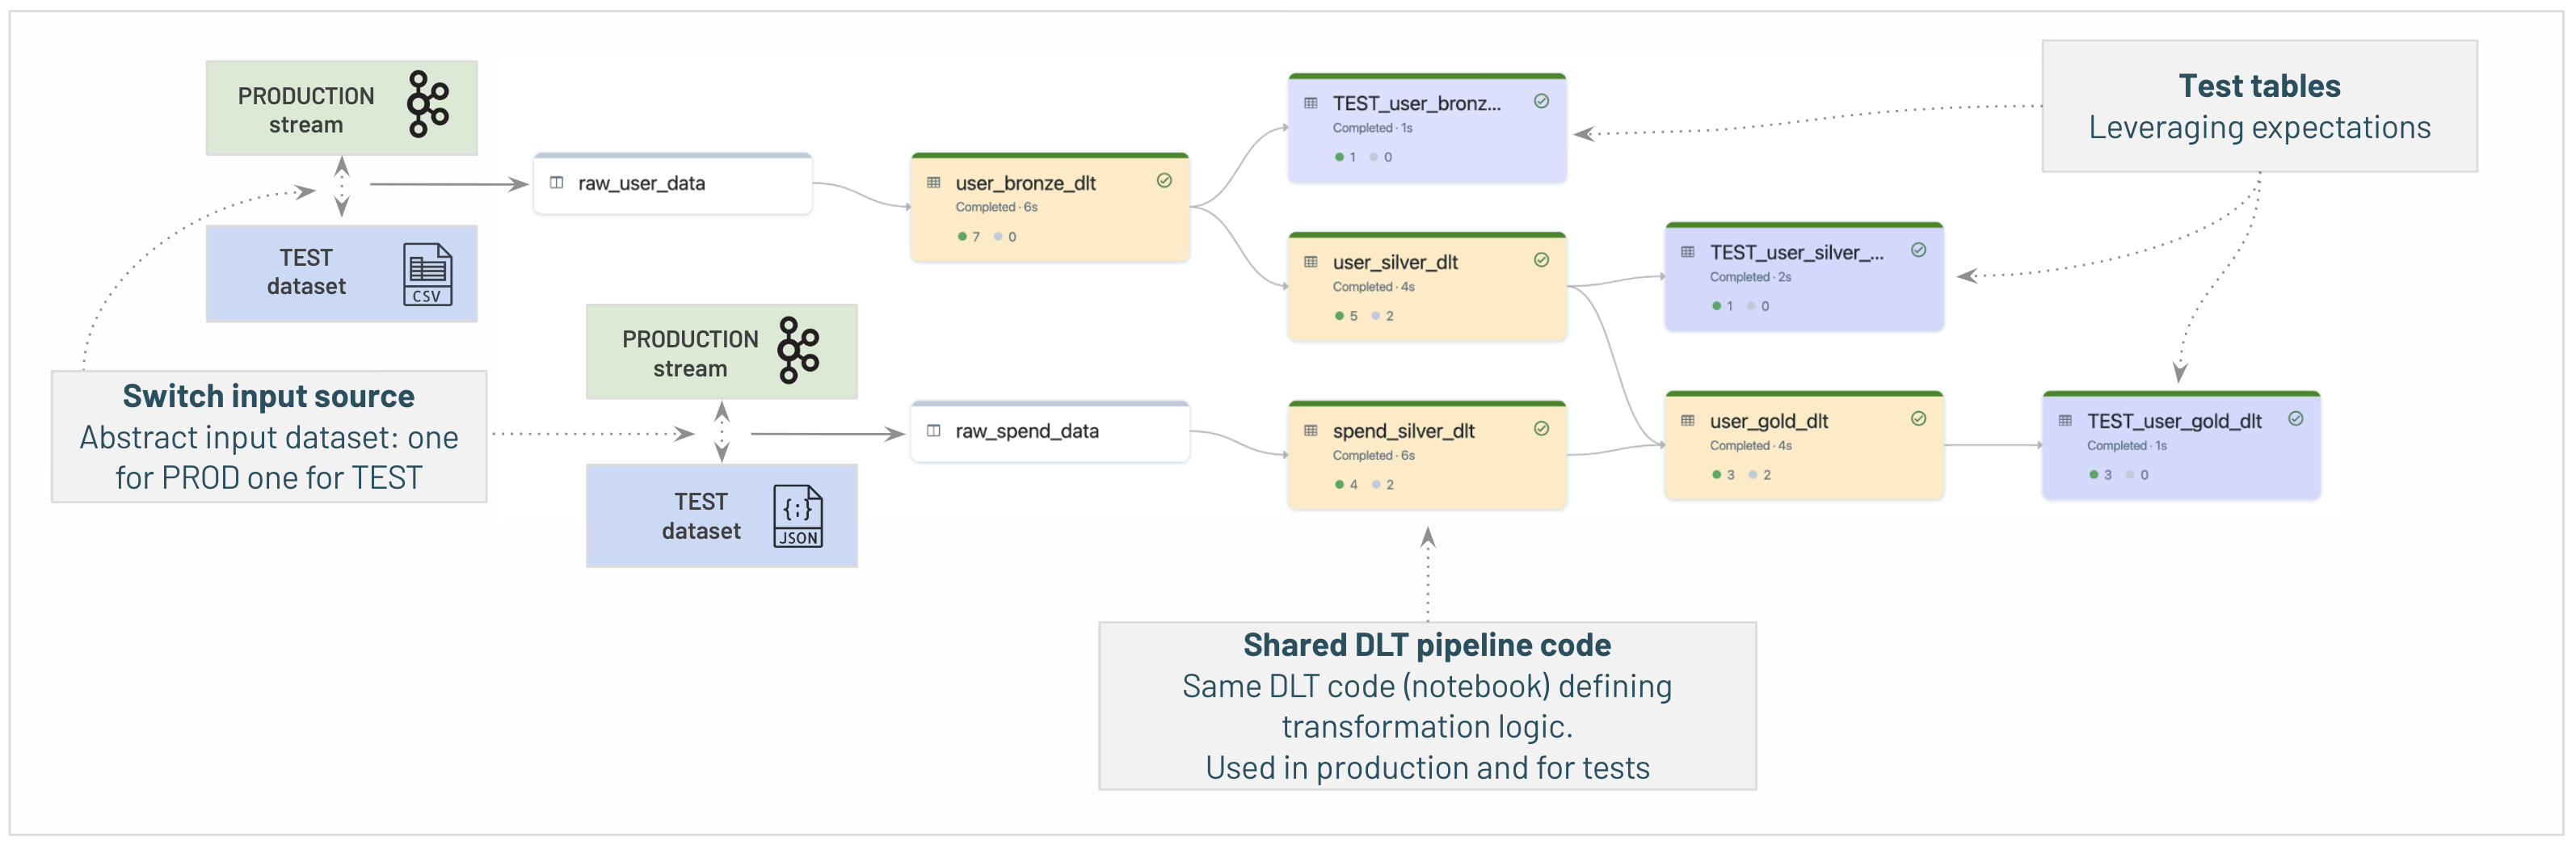 PRODUCTION
stream
TEST
dataset
CSV
Switch input source
Abstract input dataset: one
for PROD one for TEST
raw_user_data
user_bronze_dlt
Completed · 6s
7 0
PRODUCTION
stream
TEST
dataset
{:}
JSON
raw_spend_data
TEST_user_bronz...
Completed · 1s
1 0
user_silver_dlt
Completed · 4s
5 2
spend_silver_dlt
Completed · 6s
4 2
TEST_user_silver_...
Completed · 2s
1 0
user_gold_dlt
Completed · 4s
3 2
TEST_user_gold_dlt
Completed · 1s
3 0
Test tables
Leveraging expectations
Shared DLT pipeline code
Same DLT code (notebook) defining
transformation logic.
Used in production and for tests